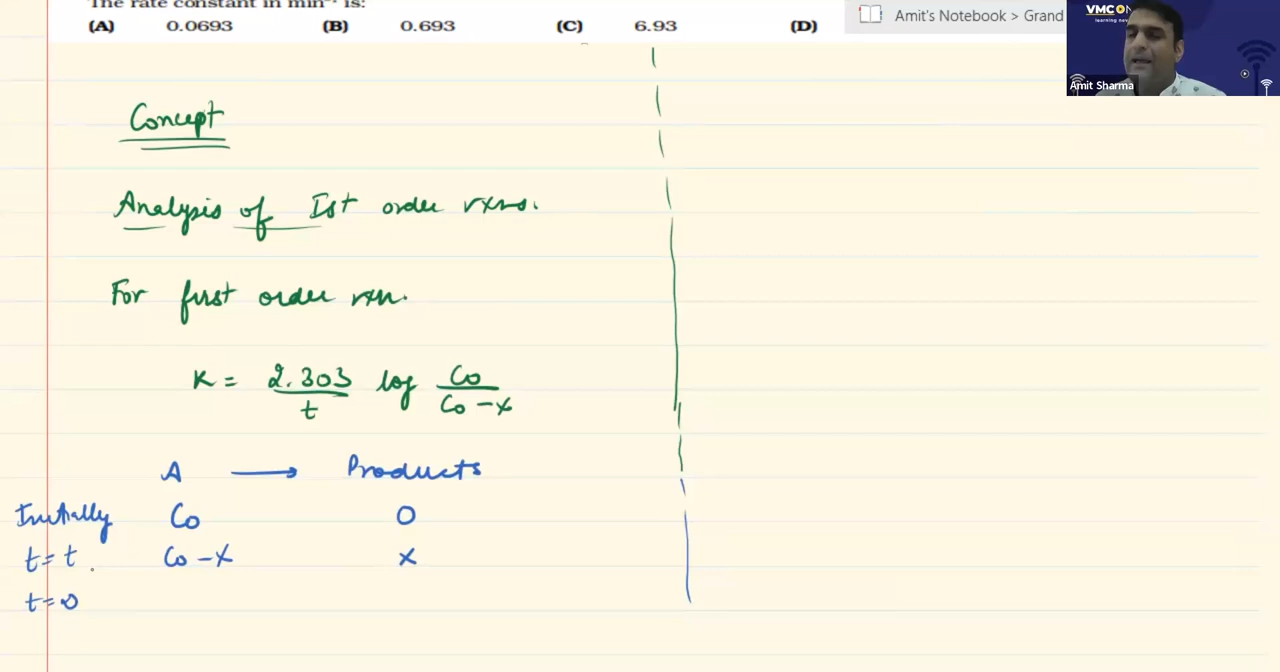 The rate constant in min⁻¹ is:
(A) 0.0693 (B) 0.693 (C) 6.93 (D)
Amit's Notebook > Grand
VMC ON
Amit Sharma
Concept
Analysis of Ist order rxns.
For first order rxn.
K = 2.303/t log Co/Co-x
A → Products
Initially Co O
t=t Co-x x
t=∞